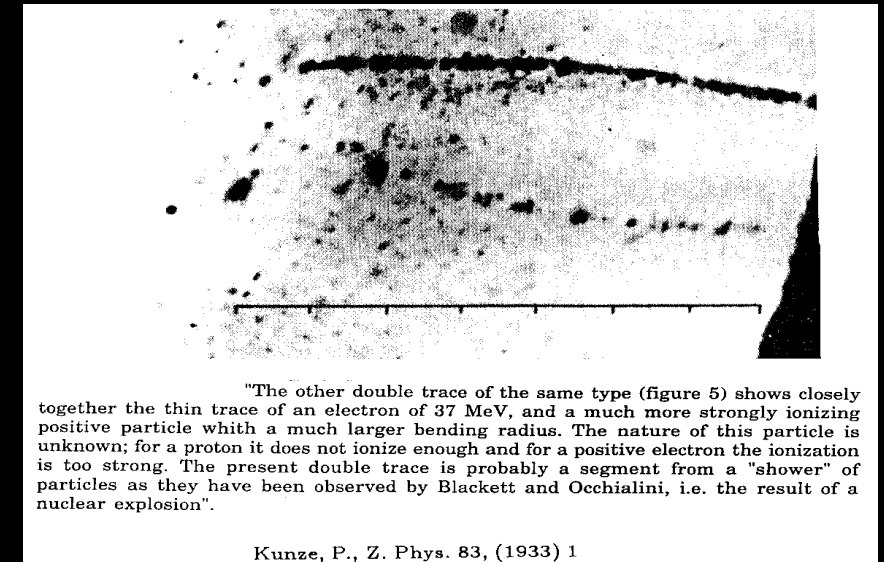 "The other double trace of the same type (figure 5) shows closely
together the thin trace of an electron of 37 MeV, and a much more strongly ionizing
positive particle whith a much larger bending radius. The nature of this particle is
unknown; for a proton it does not ionize enough and for a positive electron the ionization
is too strong. The present double trace is probably a segment from a "shower" of
particles as they have been observed by Blackett and Occhialini, i.e. the result of a
nuclear explosion".
Kunze, P., Z. Phys. 83, (1933) 1